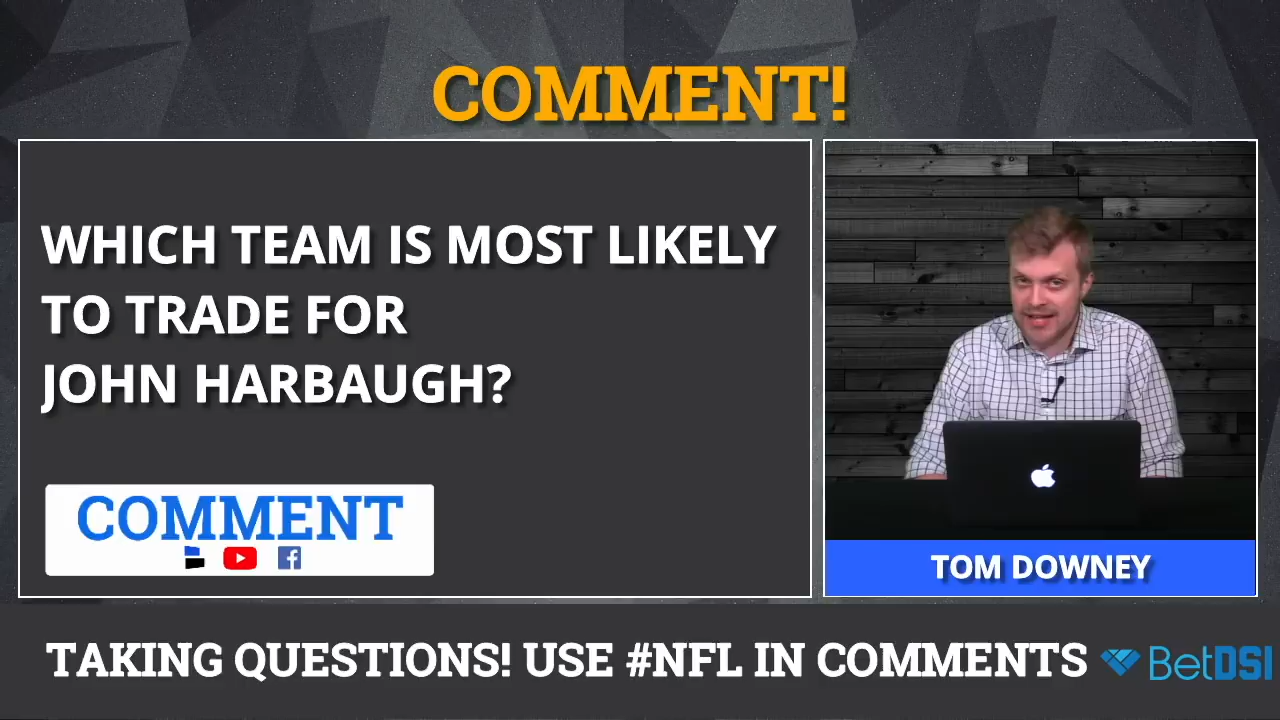 COMMENT!
WHICH TEAM IS MOST LIKELY
TO TRADE FOR
JOHN HARBAUGH?
COMMENT
TOM DOWNEY
TAKING QUESTIONS! USE #NFL IN COMMENTS
BetDSI